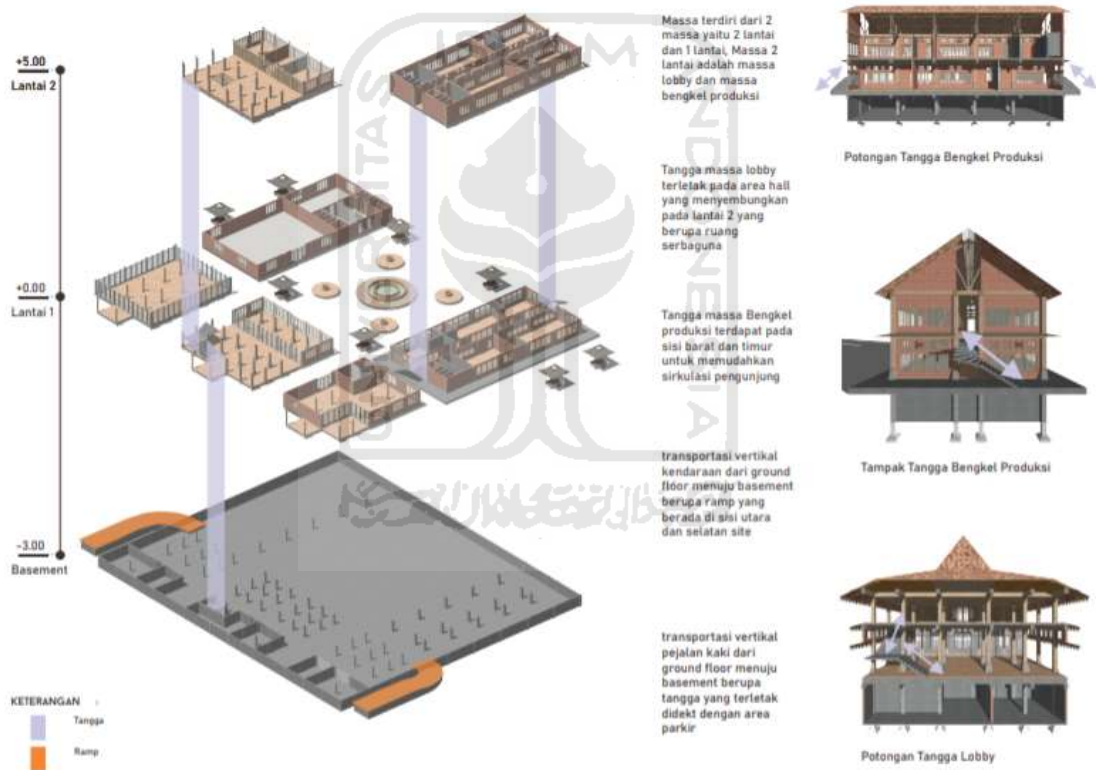 +5.00
Lantai 2
+0.00
Lantai 1
-3.00
Basement
KETERANGAN
Tangga
Ramp
Massa terdiri dari 2
massa yaitu 2 lantai
dan 1 lantai, Massa 2
lantai adalah massa
lobby dan massa
bengkel produksi
Tangga massa lobby
terletak pada area hall
yang menyembungkan
pada lantai 2 yang
berupa ruang
serbaguna
Tangga massa Bengkel
produksi terdapat pada
sisi barat dan timur
untuk memudahkan
sirkulasi pengunjung
transportasi vertikal
kendaraan dari ground
floor menuju basement
berupa ramp yang
berada di sisi utara
dan selatan site
transportasi vertikal
pejalan kaki dari
ground floor menuju
basement berupa
tangga yang terletak
didekt dengan area
parkir
Potongan Tangga Bengkel Produksi
Tampak Tangga Bengkel Produksi
Potongan Tangga Lobby
UNIVERSITAS
ISLAM
INDONESIA